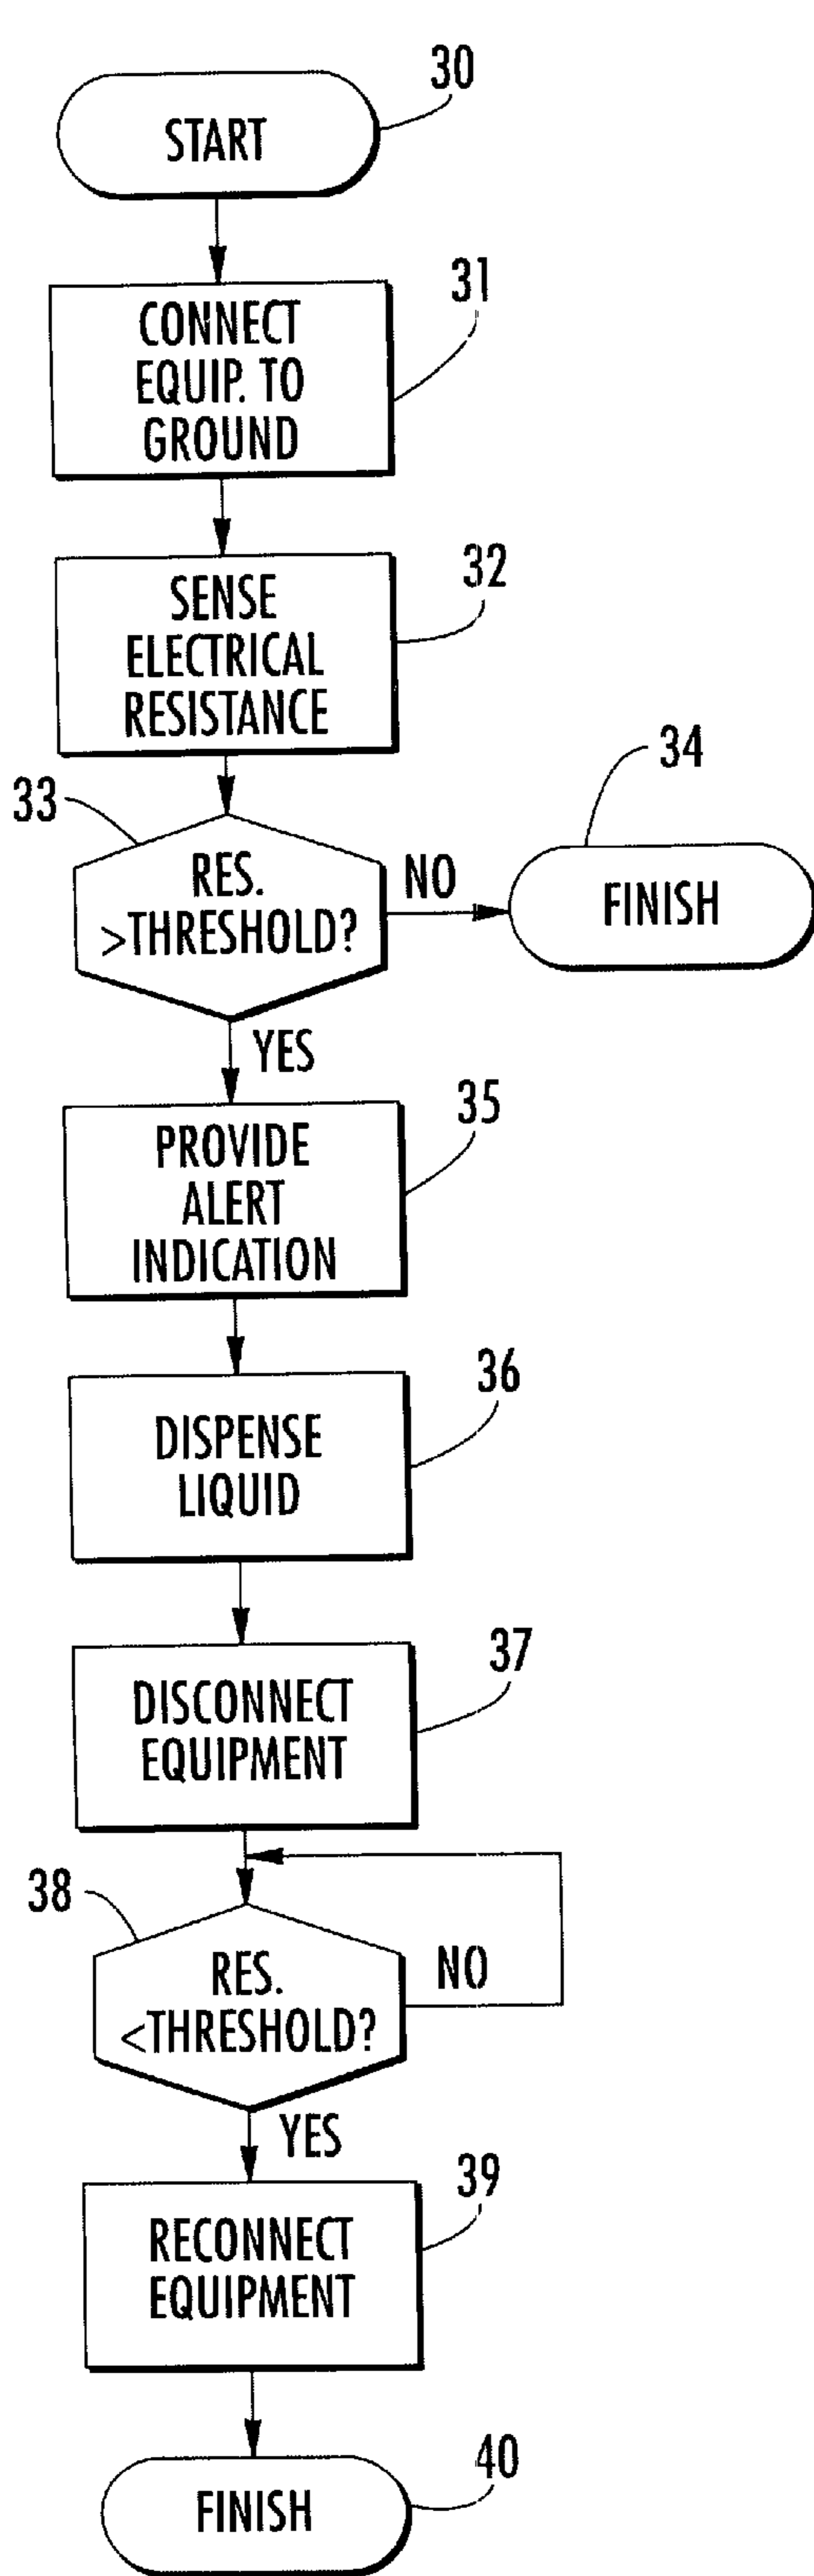 30
START
31
CONNECT
EQUIP. TO
GROUND
32
SENSE
ELECTRICAL
RESISTANCE
33
RES.
>THRESHOLD?
NO
34
FINISH
YES
35
PROVIDE
ALERT
INDICATION
36
DISPENSE
LIQUID
37
DISCONNECT
EQUIPMENT
38
RES.
<THRESHOLD?
NO
YES
39
RECONNECT
EQUIPMENT
40
FINISH